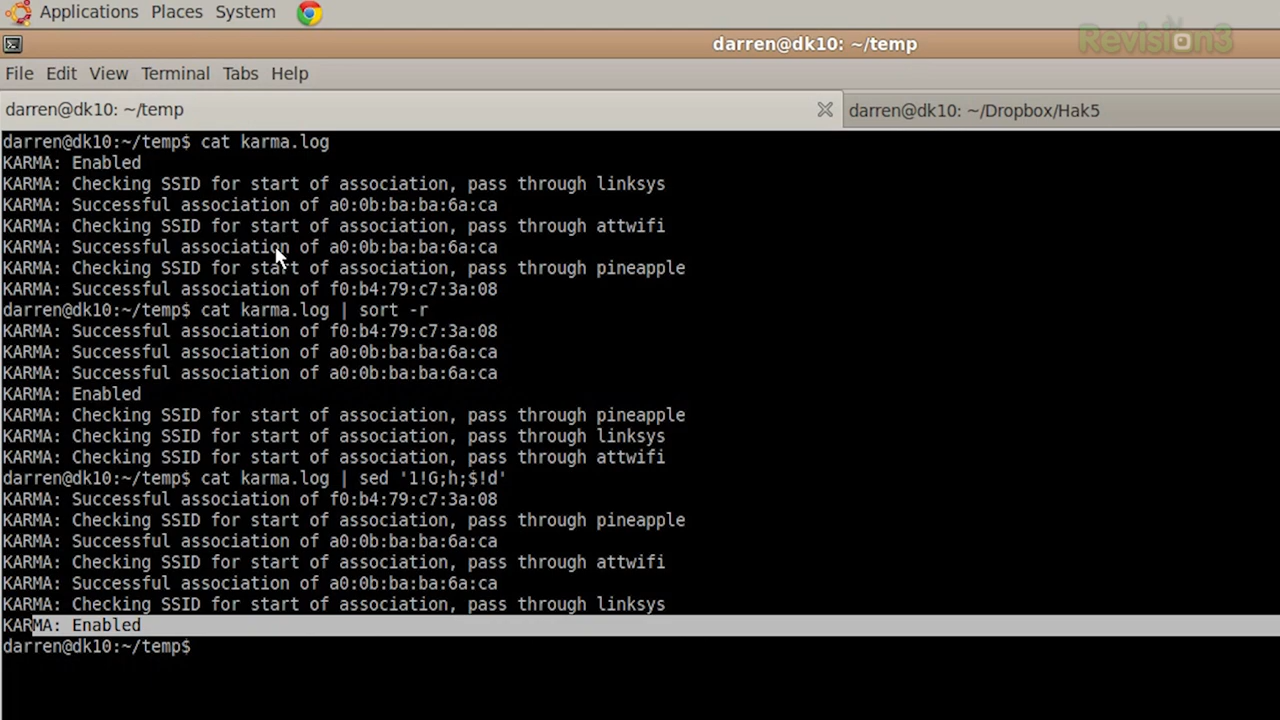 Applications Places System
darren@dk10: ~/temp
Revision3
File Edit View Terminal Tabs Help
darren@dk10: ~/temp
darren@dk10: ~/Dropbox/Hak5
darren@dk10:~/temp$ cat karma.log
KARMA: Enabled
KARMA: Checking SSID for start of association, pass through linksys
KARMA: Successful association of a0:0b:ba:ba:6a:ca
KARMA: Checking SSID for start of association, pass through attwifi
KARMA: Successful association of a0:0b:ba:ba:6a:ca
KARMA: Checking SSID for start of association, pass through pineapple
KARMA: Successful association of f0:b4:79:c7:3a:08
darren@dk10:~/temp$ cat karma.log | sort -r
KARMA: Successful association of f0:b4:79:c7:3a:08
KARMA: Successful association of a0:0b:ba:ba:6a:ca
KARMA: Successful association of a0:0b:ba:ba:6a:ca
KARMA: Enabled
KARMA: Checking SSID for start of association, pass through pineapple
KARMA: Checking SSID for start of association, pass through linksys
KARMA: Checking SSID for start of association, pass through attwifi
darren@dk10:~/temp$ cat karma.log | sed '1!G;h;$!d'
KARMA: Successful association of f0:b4:79:c7:3a:08
KARMA: Checking SSID for start of association, pass through pineapple
KARMA: Successful association of a0:0b:ba:ba:6a:ca
KARMA: Checking SSID for start of association, pass through attwifi
KARMA: Successful association of a0:0b:ba:ba:6a:ca
KARMA: Checking SSID for start of association, pass through linksys
KARMA: Enabled
darren@dk10:~/temp$